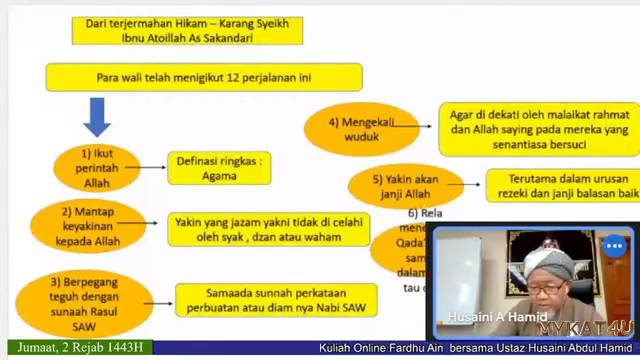 Dari terjermahan Hikam – Karang Syeikh
Ibnu Atoillah As Sakandari
Para wali telah menigikut 12 perjalanan ini
1) Ikut
perintah
Allah
Definasi ringkas :
Agama
2) Mantap
keyakinan
kepada Allah
Yakin yang jazam yakni tidak di celahi
oleh syak , dzan atau waham
3) Berpegang
teguh dengan
sunaah Rasul
SAW
Samaada sunnah perkataan
perbuatan atau diam nya Nabi SAW
4) Mengekali
wuduk
Agar di dekati oleh malaikat rahmat
dan Allah saying pada mereka yang
senantiasa bersuci
5) Yakin akan
janji Allah
Terutama dalam urusan
rezeki dan janji balasan baik
6) Rela
Qada'
Husaini A Hamid
MYKAT4U
Jumaat, 2 Rejab 1443H
Kuliah Online Fardhu Ain bersama Ustaz Husaini Abdul Hamid